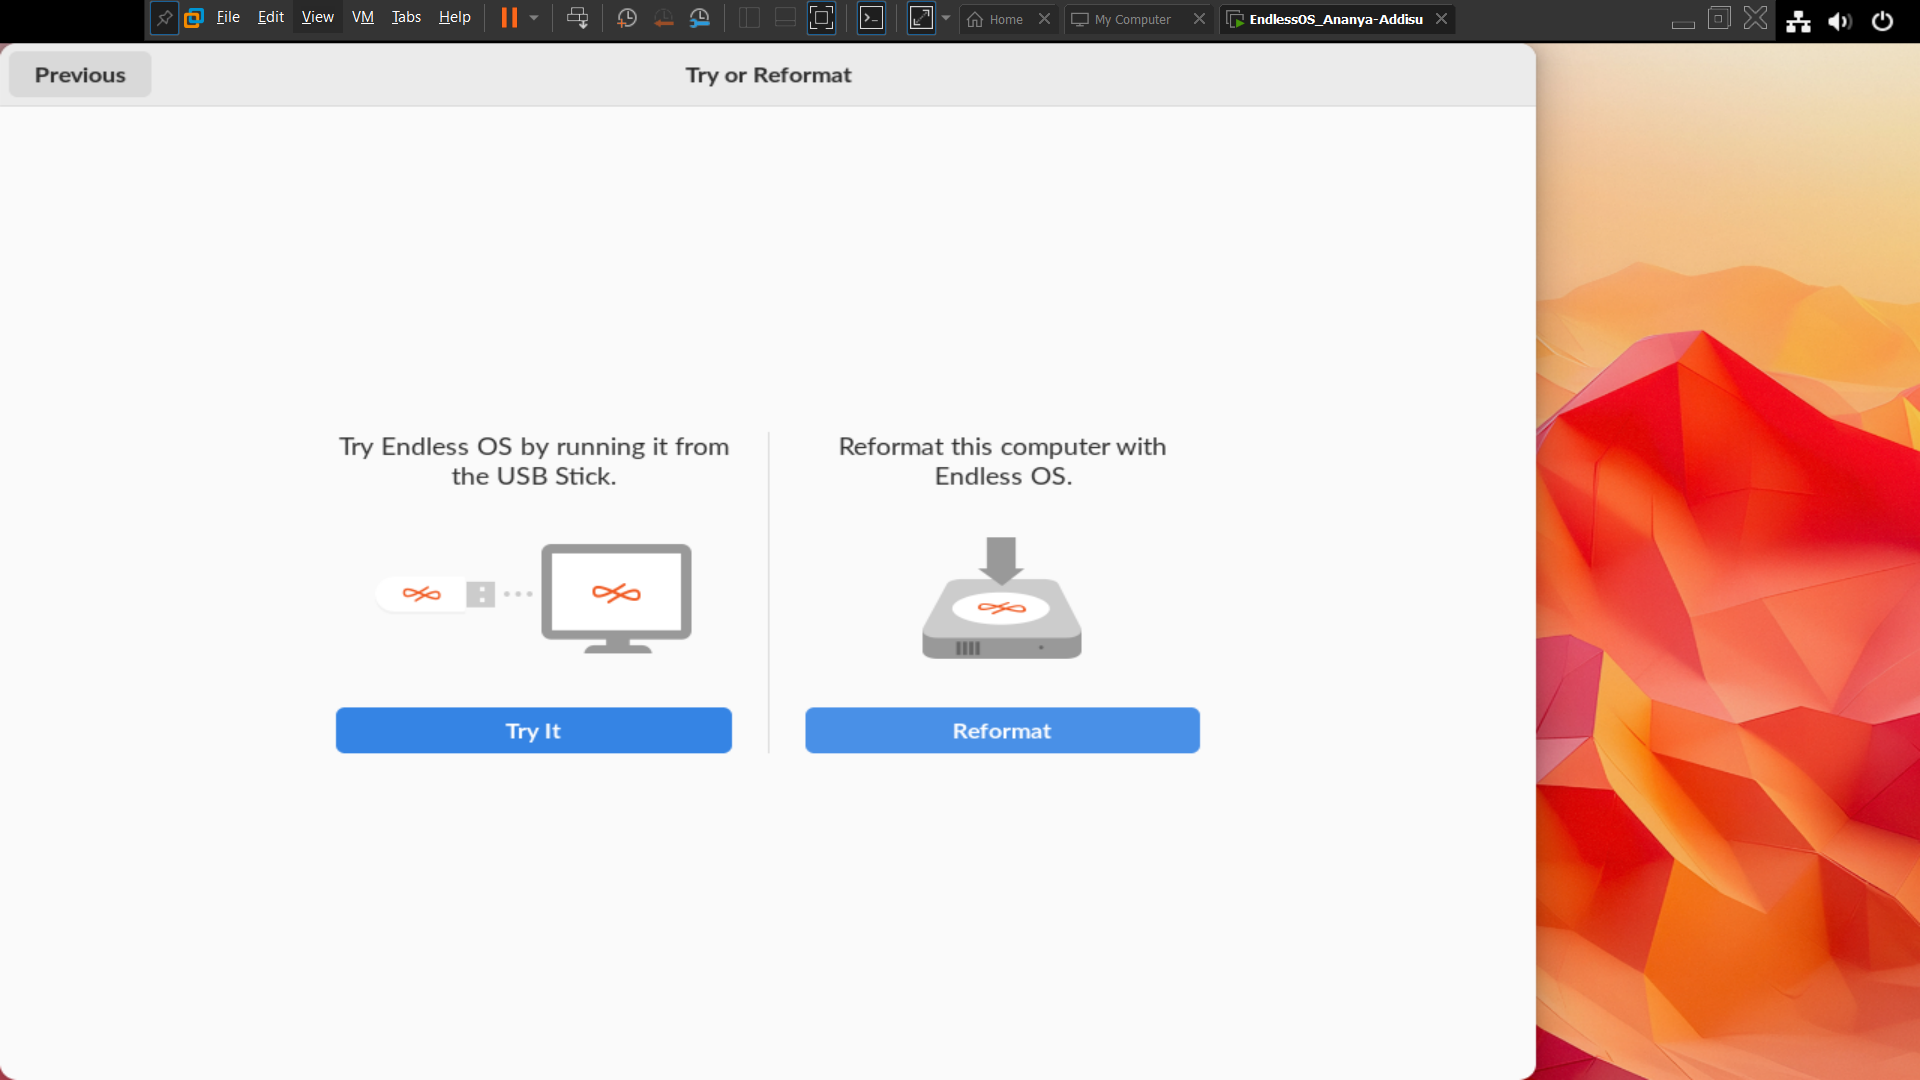 File Edit View VM Tabs Help Home My Computer EndlessOS_Ananya-Addisu
Previous Try or Reformat
Try Endless OS by running it from
the USB Stick.
Try It
Reformat this computer with
Endless OS.
Reformat